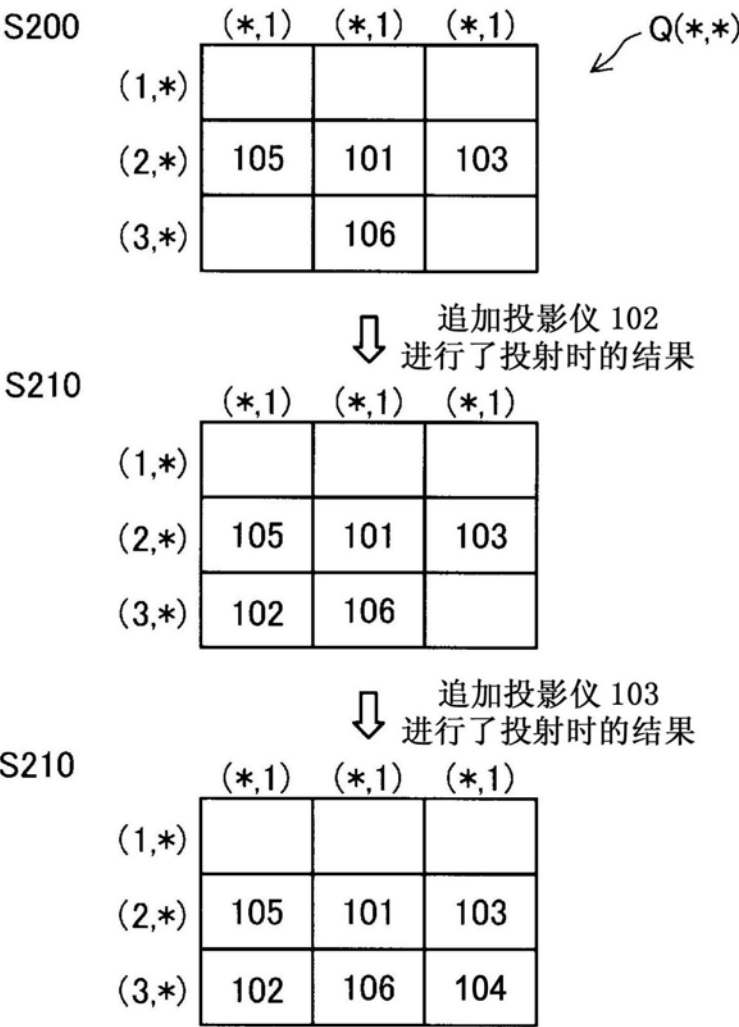 S200 (*,1) (*,1) (*,1) Q(*,*)
(1,*)
(2,*) 105 101 103
(3,*) 106
追加投影仪 102
进行了投射时的结果
S210 (*,1) (*,1) (*,1)
(1,*)
(2,*) 105 101 103
(3,*) 102 106
追加投影仪 103
进行了投射时的结果
S210 (*,1) (*,1) (*,1)
(1,*)
(2,*) 105 101 103
(3,*) 102 106 104